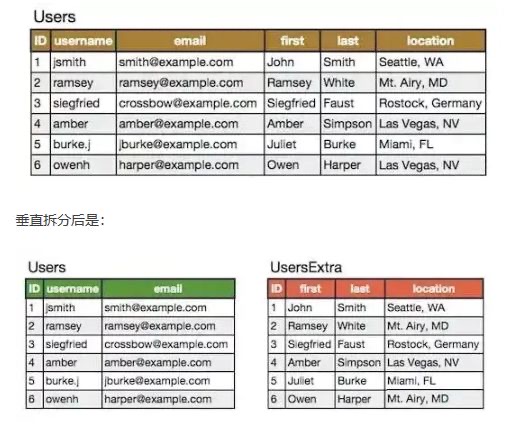 Users
ID username email first last location
1 jsmith smith@example.com John Smith Seattle, WA
2 ramsey ramsey@example.com Ramsey White Mt. Airy, MD
3 siegfried crossbow@example.com Siegfried Faust Rostock, Germany
4 amber amber@example.com Amber Simpson Las Vegas, NV
5 burke.j jburke@example.com Juliet Burke Miami, FL
6 owenh harper@example.com Owen Harper Las Vegas, NV
垂直拆分后是：
Users UsersExtra
ID username email ID first last location
1 jsmith smith@example.com 1 John Smith Seattle, WA
2 ramsey ramsey@example.com 2 Ramsey White Mt. Airy, MD
3 siegfried crossbow@example.com 3 Siegfried Faust Rostock, Germany
4 amber amber@example.com 4 Amber Simpson Las Vegas, NV
5 burke.j jburke@example.com 5 Juliet Burke Miami, FL
6 owenh harper@example.com 6 Owen Harper Mt. Airy, MD